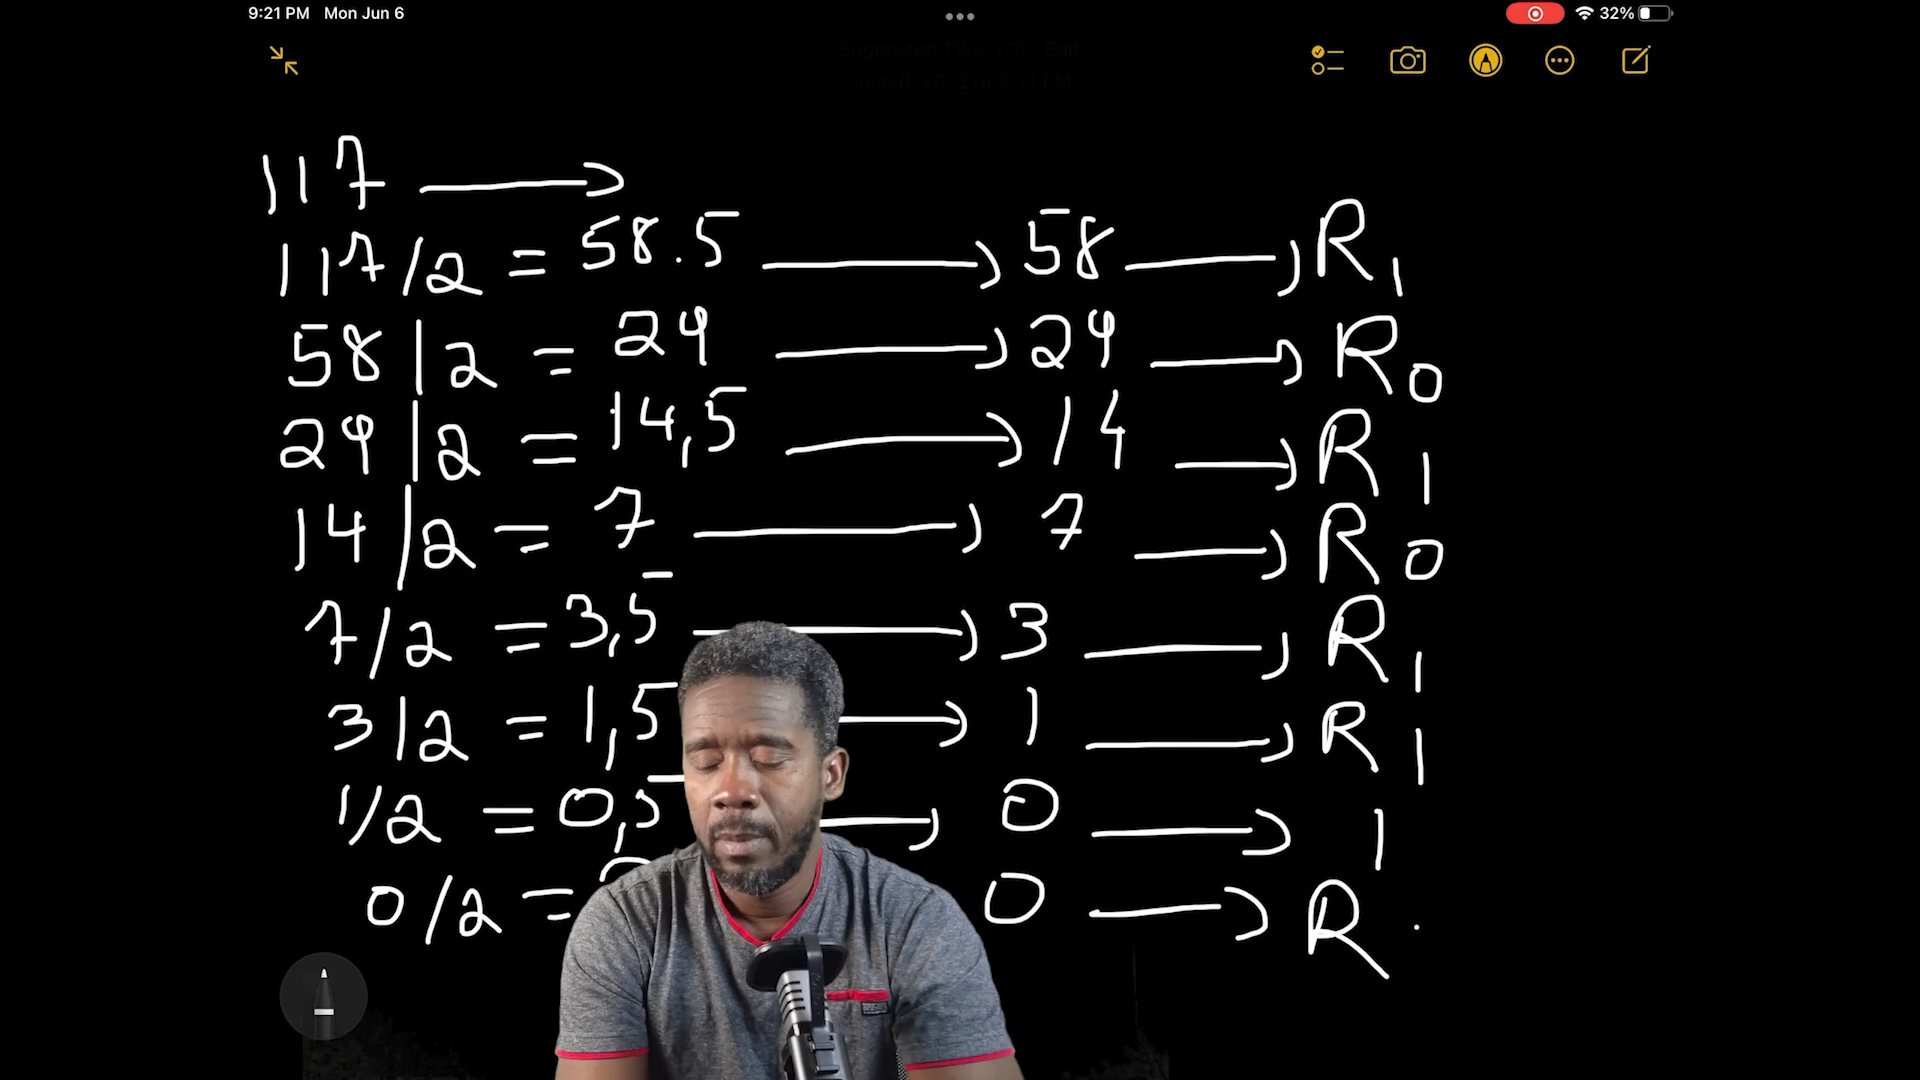 9:21 PM Mon Jun 6
32%
117 →
117/2 = 58.5 → 58 → R1
58/2 = 29 → 29 → R0
29/2 = 14,5 → 14 → R1
14/2 = 7 → 7 → R0
7/2 = 3,5 → 3 → R1
3/2 = 1,5 → 1 → R1
1/2 = 0,5 → 0 → 1
0/2 = 0 → R